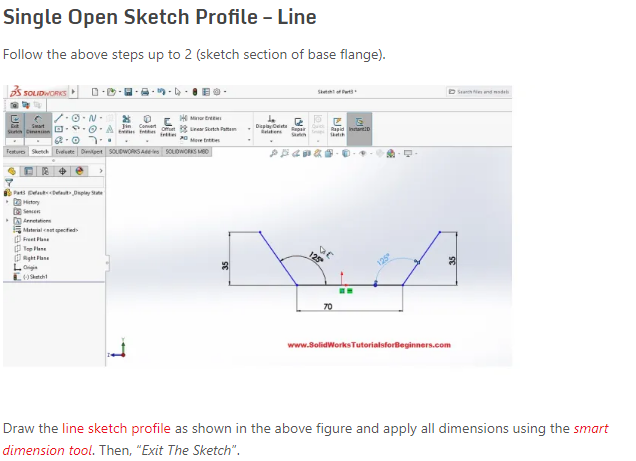 Single Open Sketch Profile – Line
Follow the above steps up to 2 (sketch section of base flange).
SOLIDWORKS
Sketch1 of Part3 *
Search files and models
Exit Sketch
Smart Dimension
Trim Entities
Convert Entities
Offset Entities
Mirror Entities
Linear Sketch Pattern
Move Entities
Display/Delete Relations
Repair Sketch
Quick Snaps
Rapid Sketch
Instant2D
Features Sketch Evaluate DimXpert SOLIDWORKS Add-Ins SOLIDWORKS MBD
Part3 (Default<<Default>_Display State
History
Sensors
Annotations
Material <not specified>
Front Plane
Top Plane
Right Plane
Origin
(-) Sketch1
35
125°
125°
35
70
www.SolidWorksTutorialsforBeginners.com
Draw the line sketch profile as shown in the above figure and apply all dimensions using the smart
dimension tool. Then, “Exit The Sketch”.